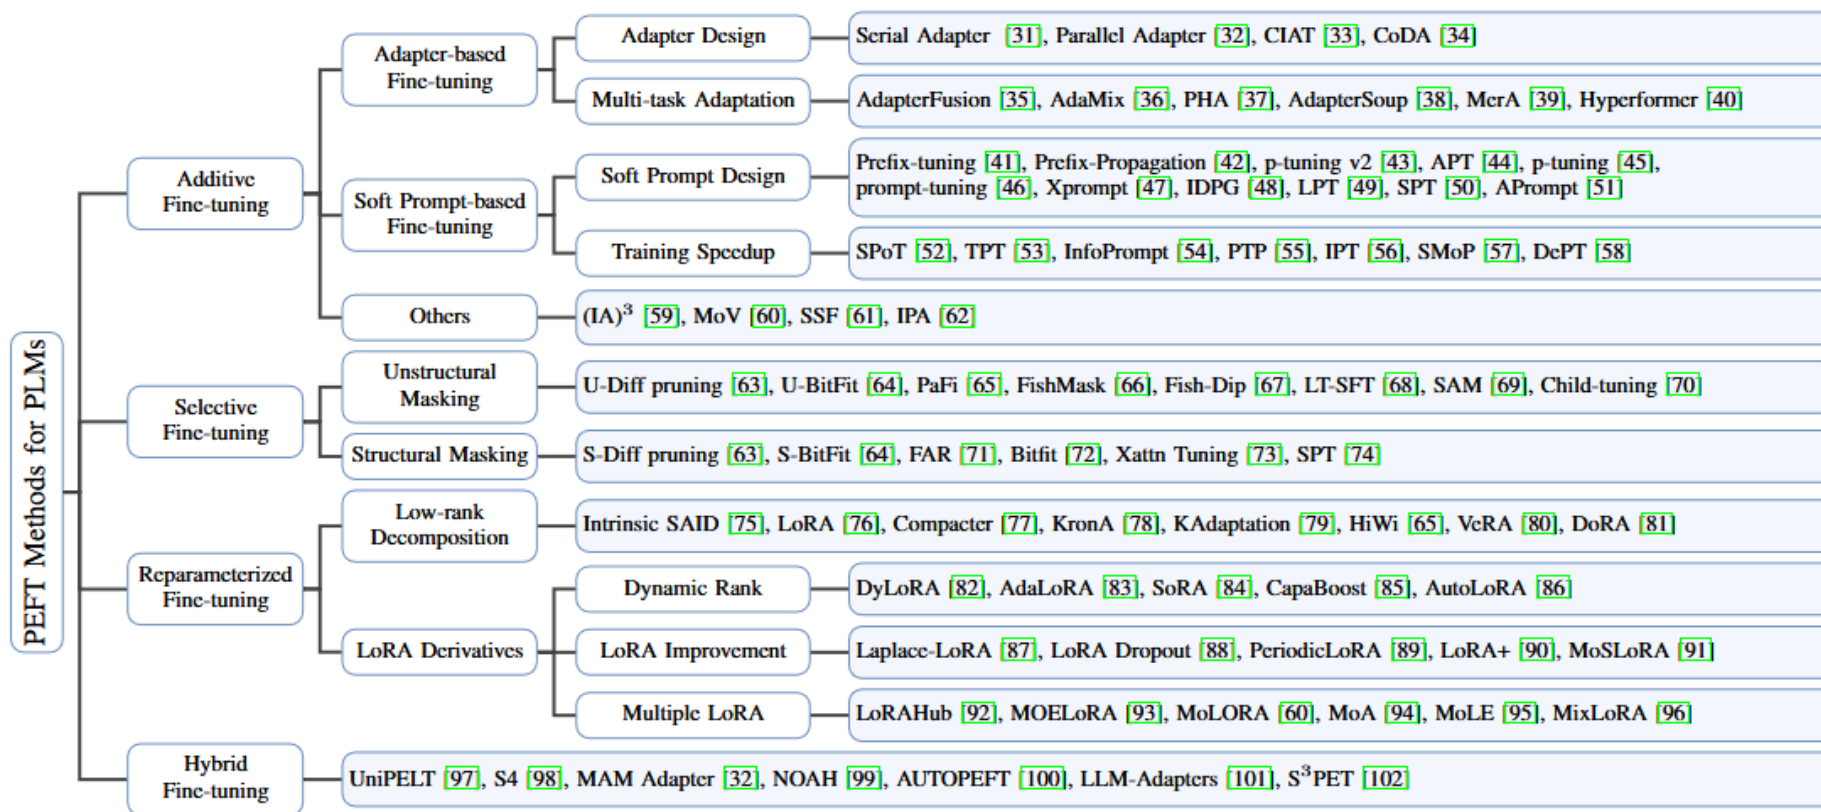 PEFT Methods for PLMs
Additive
Fine-tuning
Adapter-based
Fine-tuning
Adapter Design
Serial Adapter [31], Parallel Adapter [32], CIAT [33], CoDA [34]
Multi-task Adaptation
AdapterFusion [35], AdaMix [36], PHA [37], AdapterSoup [38], MerA [39], Hyperformer [40]
Soft Prompt-based
Fine-tuning
Soft Prompt Design
Prefix-tuning [41], Prefix-Propagation [42], p-tuning v2 [43], APT [44], p-tuning [45],
prompt-tuning [46], Xprompt [47], IDPG [48], LPT [49], SPT [50], APrompt [51]
Training Speedup
SPoT [52], TPT [53], InfoPrompt [54], PTP [55], IPT [56], SMoP [57], DePT [58]
Others
(IA)³ [59], MoV [60], SSF [61], IPA [62]
Selective
Fine-tuning
Unstructural
Masking
U-Diff pruning [63], U-BitFit [64], PaFi [65], FishMask [66], Fish-Dip [67], LT-SFT [68], SAM [69], Child-tuning [70]
Structural Masking
S-Diff pruning [63], S-BitFit [64], FAR [71], Bitfit [72], Xattn Tuning [73], SPT [74]
Reparameterized
Fine-tuning
Low-rank
Decomposition
Intrinsic SAID [75], LoRA [76], Compacter [77], KronA [78], KAdaptation [79], HiWi [65], VeRA [80], DoRA [81]
LoRA Derivatives
Dynamic Rank
DyLoRA [82], AdaLoRA [83], SoRA [84], CapaBoost [85], AutoLoRA [86]
LoRA Improvement
Laplace-LoRA [87], LoRA Dropout [88], PeriodicLoRA [89], LoRA+ [90], MoSLoRA [91]
Multiple LoRA
LoRAHub [92], MOELoRA [93], MoLORA [60], MoA [94], MoLE [95], MixLoRA [96]
Hybrid
Fine-tuning
UniPELT [97], S4 [98], MAM Adapter [32], NOAH [99], AUTOPEFT [100], LLM-Adapters [101], S³PET [102]